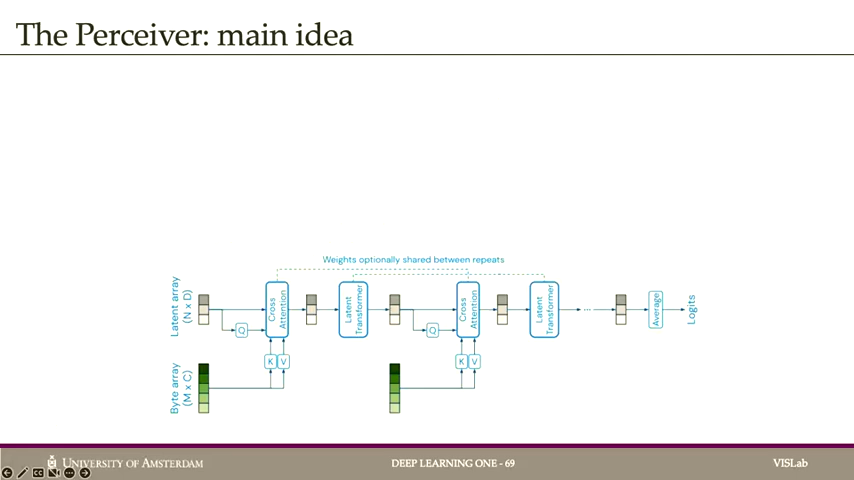 The Perceiver: main idea
Weights optionally shared between repeats
Latent array
(N x D)
Cross
Attention
Latent
Transformer
Cross
Attention
Latent
Transformer
...
Average
Logits
Q
Q
K V
K V
Byte array
(M x C)
UNIVERSITY OF AMSTERDAM
DEEP LEARNING ONE - 69
VISLab
CC